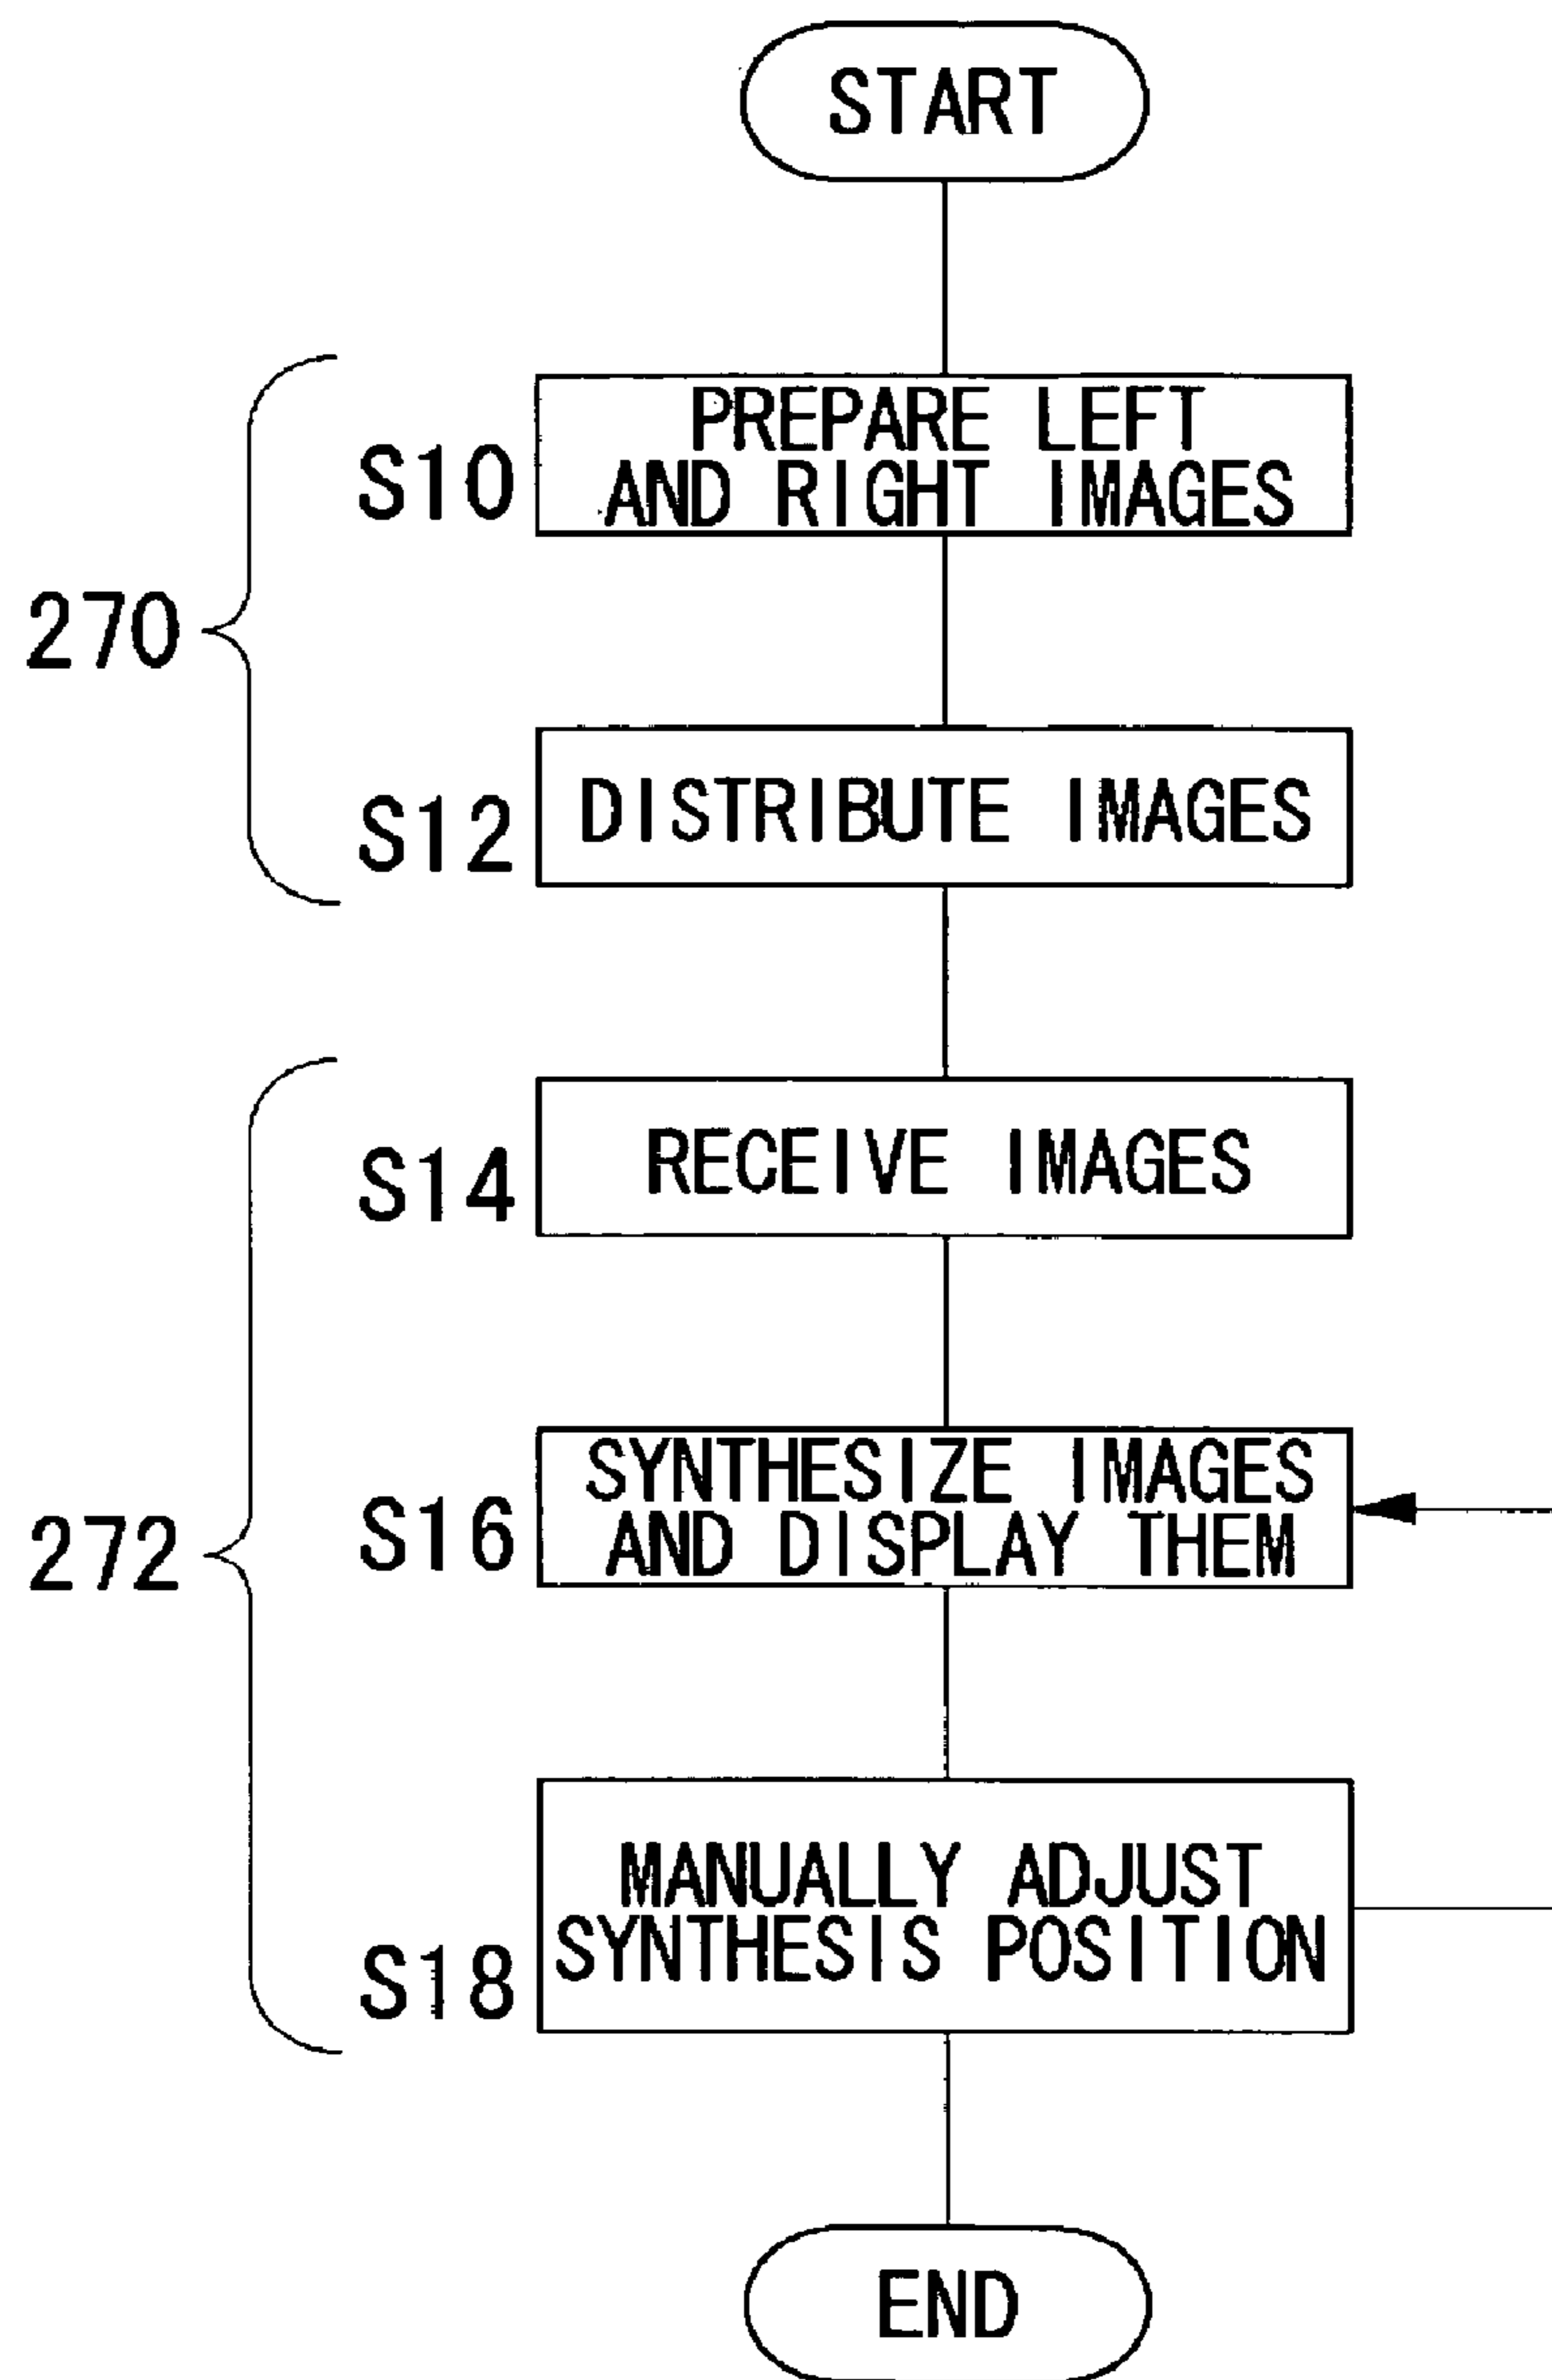 START
PREPARE LEFT
AND RIGHT IMAGES
S10
270
S12
DISTRIBUTE IMAGES
S14
RECEIVE IMAGES
SYNTHESIZE IMAGES
AND DISPLAY THEM
S16
272
MANUALLY ADJUST
SYNTHESIS POSITION
S18
END